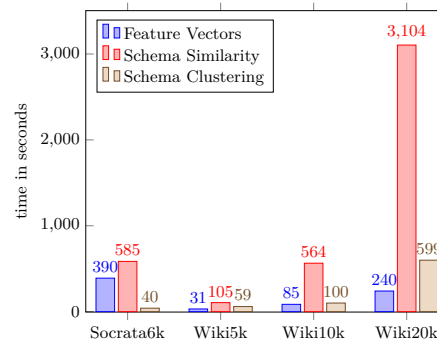 3,104
3,000
Feature Vectors
Schema Similarity
Schema Clustering
2,000
time in seconds
1,000
390 585 40
31 105 59
85 564 100
240 599
0
Socrata6k Wiki5k Wiki10k Wiki20k